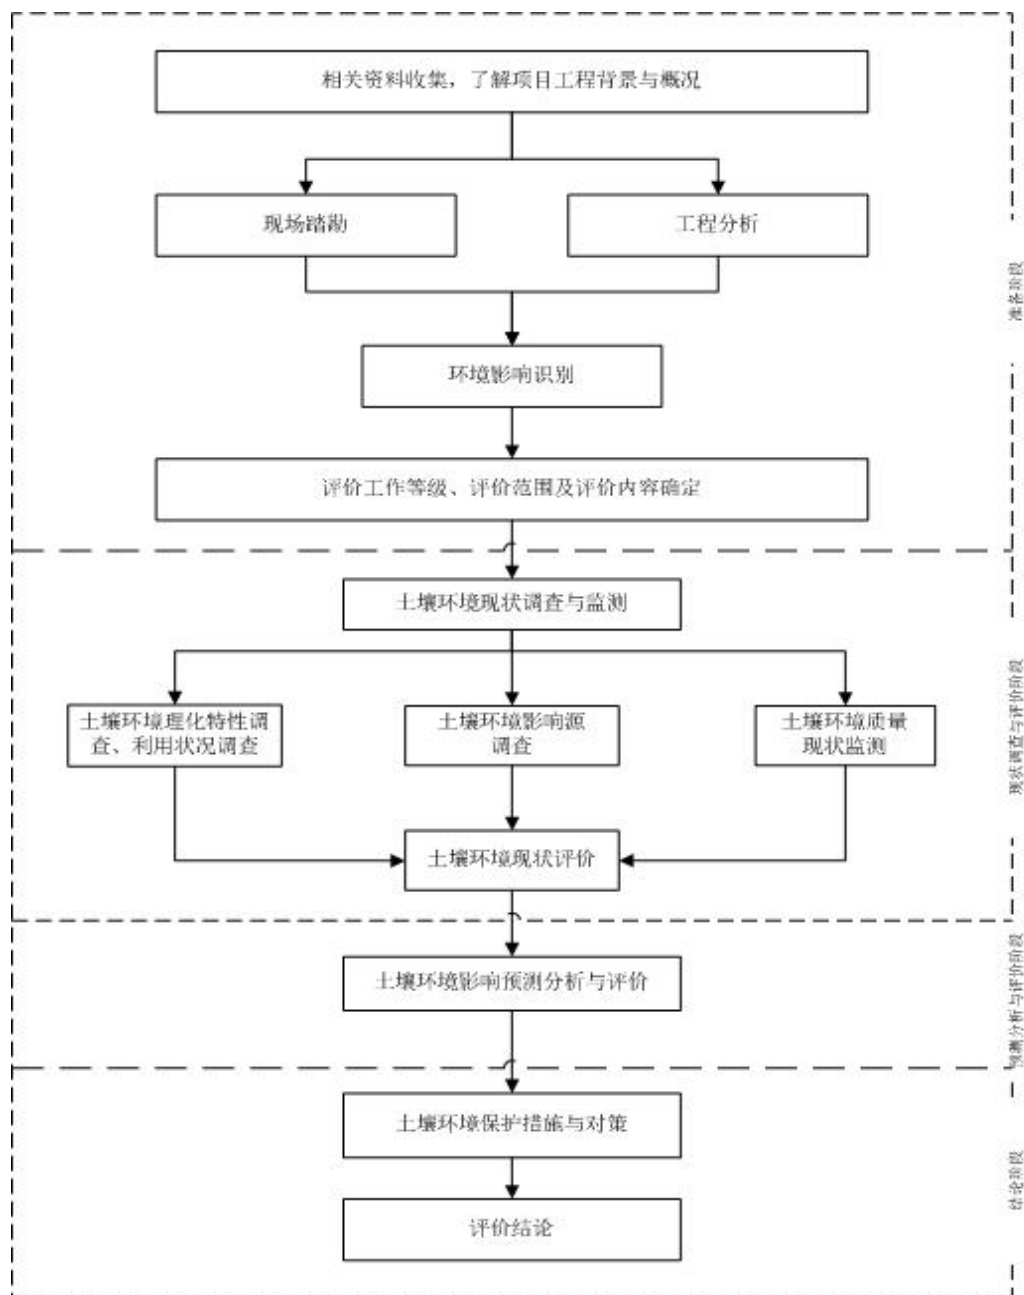 相关资料收集，了解项目工程背景与概况
现场踏勘
工程分析
准备阶段
环境影响识别
评价工作等级、评价范围及评价内容确定
土壤环境现状调查与监测
土壤环境理化特性调
查、利用状况调查
土壤环境影响源
调查
土壤环境质量
现状监测
现状调查与评价阶段
土壤环境现状评价
土壤环境影响预测分析与评价
预测分析与评价阶段
土壤环境保护措施与对策
结论阶段
评价结论